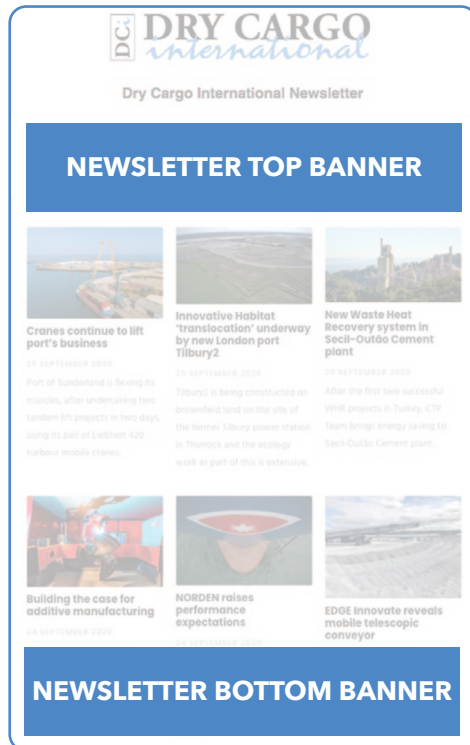 DCi DRY CARGO
international
Dry Cargo International Newsletter
NEWSLETTER TOP BANNER
Cranes continue to lift
port's business
25 SEPTEMBER 2020
Port of Sunderland is flexing its
muscles, after undertaking two
tandem lift projects in two days,
using its pair of Liebherr 420
harbour mobile cranes.
Innovative Habitat
'translocation' underway
by new London port
Tilbury2
25 SEPTEMBER 2020
Tilbury2 is being constructed on
brownfield land on the site of
the former Tilbury power station
in Thurrock and the ecology
work as part of this is extensive.
New Waste Heat
Recovery system in
Secil-Outão Cement
plant
25 SEPTEMBER 2020
After the first two successful
WHR projects in Turkey, CTP
Team brings energy saving to
Secil-Outão Cement plant.
Building the case for
additive manufacturing
24 SEPTEMBER 2020
NORDEN raises
performance
expectations
24 SEPTEMBER 2020
EDGE Innovate reveals
mobile telescopic
conveyor
NEWSLETTER BOTTOM BANNER